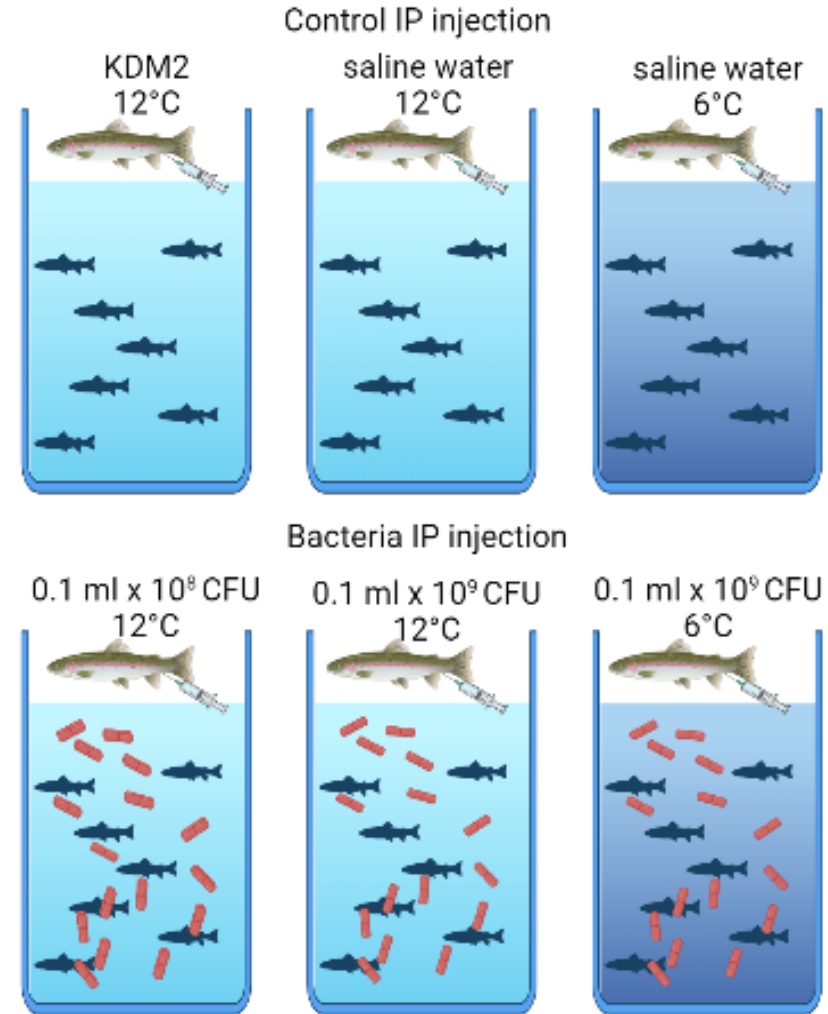 Control IP injection
KDM2 saline water saline water
12°C 12°C 6°C
Bacteria IP injection
0.1 ml x 10⁸ CFU 0.1 ml x 10⁹ CFU 0.1 ml x 10⁹ CFU
12°C 12°C 6°C